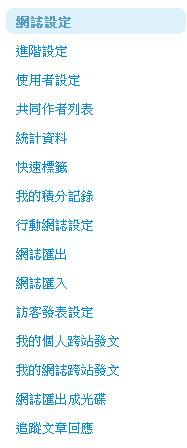 網誌設定
進階設定
使用者設定
共同作者列表
統計資料
快速標籤
我的積分記錄
行動網誌設定
網誌匯出
網誌匯入
訪客發表設定
我的個人跨站發文
我的網誌跨站發文
網誌匯出成光碟
追蹤文章回應